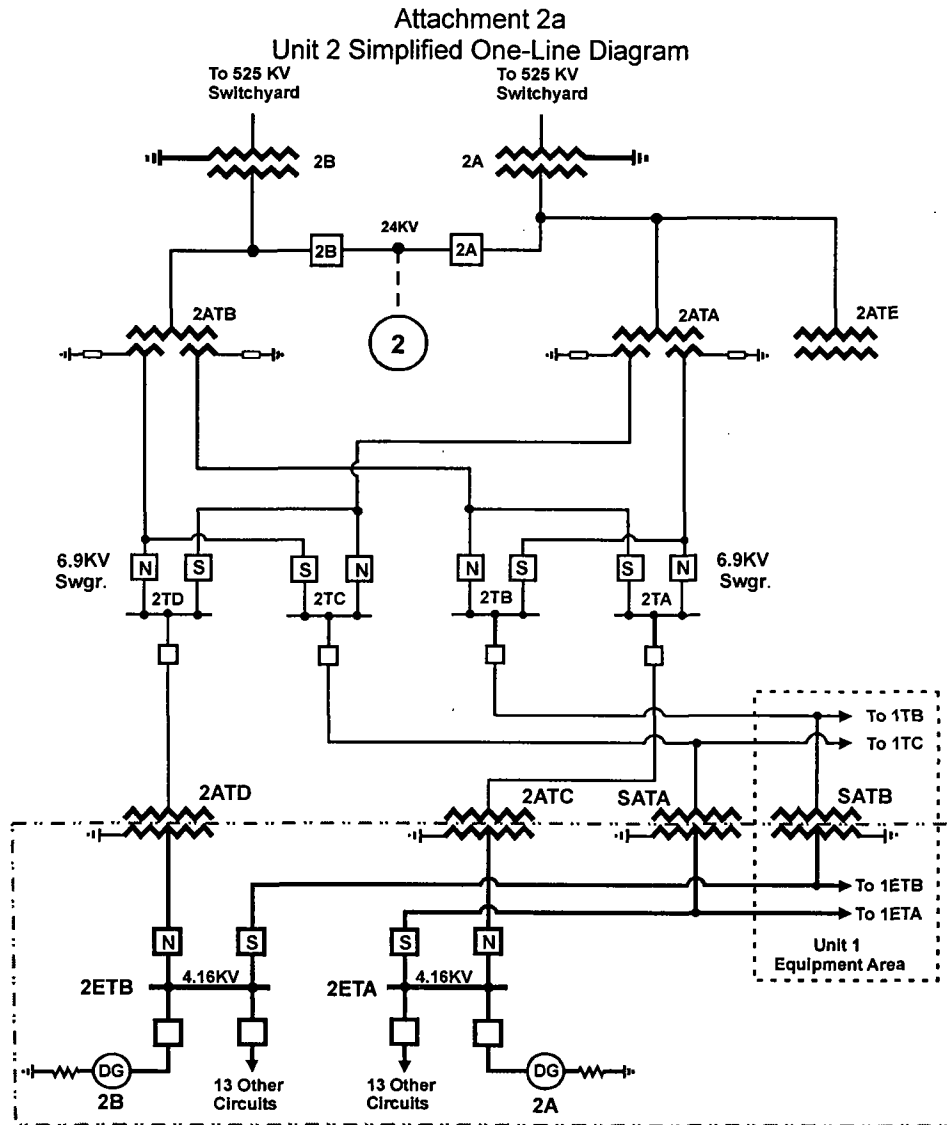 Attachment 2a
Unit 2 Simplified One-Line Diagram
To 525 KV
Switchyard
To 525 KV
Switchyard
2B
2A
24KV
2B
2A
2ATB
2
2ATA
2ATE
6.9KV
Swgr.
N
S
S
N
N
S
S
N
6.9KV
Swgr.
2TD
2TC
2TB
2TA
To 1TB
To 1TC
2ATD
2ATC
SATA
SATB
To 1ETB
To 1ETA
N
S
S
N
Unit 1
Equipment Area
2ETB
4.16KV
2ETA
4.16KV
DG
2B
13 Other
Circuits
13 Other
Circuits
DG
2A